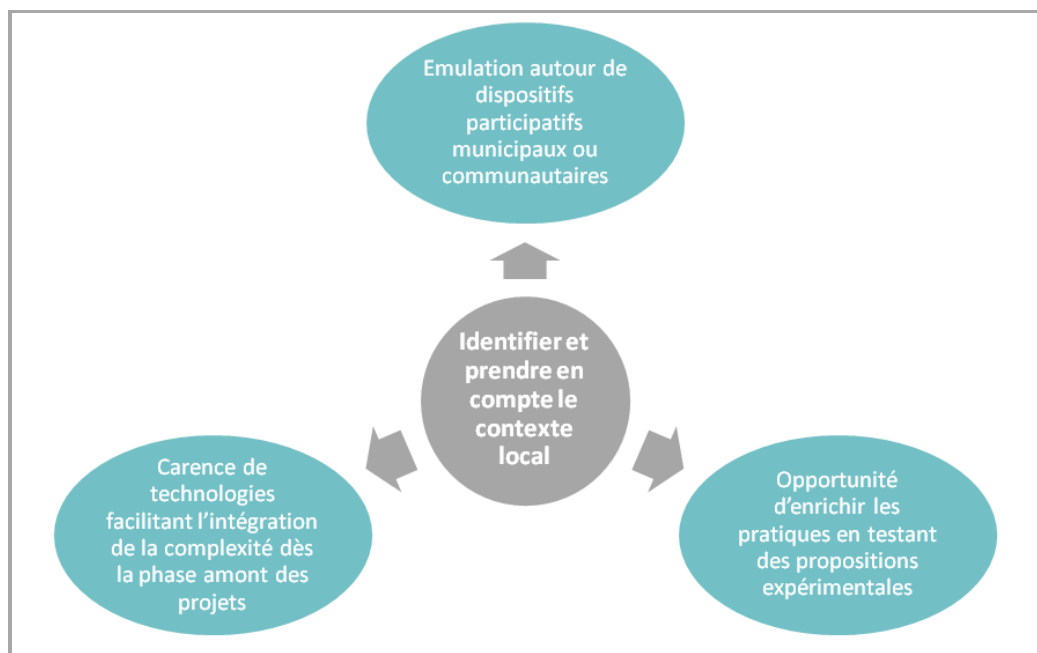 Emulation autour de
dispositifs
participatifs
municipaux ou
communautaires
Identifier et
prendre en
compte le
contexte
local
Carence de
technologies
facilitant l'intégration
de la complexité dès
la phase amont des
projets
Opportunité
d'enrichir les
pratiques en testant
des propositions
expérimentales